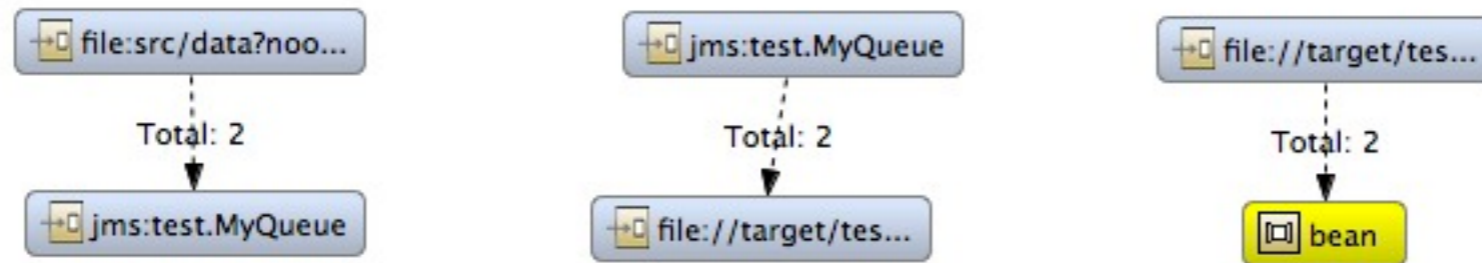 file:src/data?noo...
Total: 2
jms:test.MyQueue
jms:test.MyQueue
Total: 2
file://target/tes...
file://target/tes...
Total: 2
bean